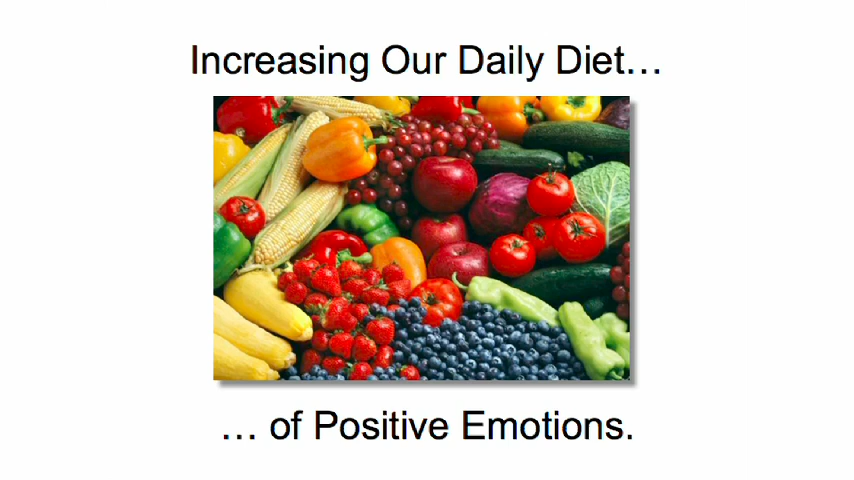 Increasing Our Daily Diet…
… of Positive Emotions.